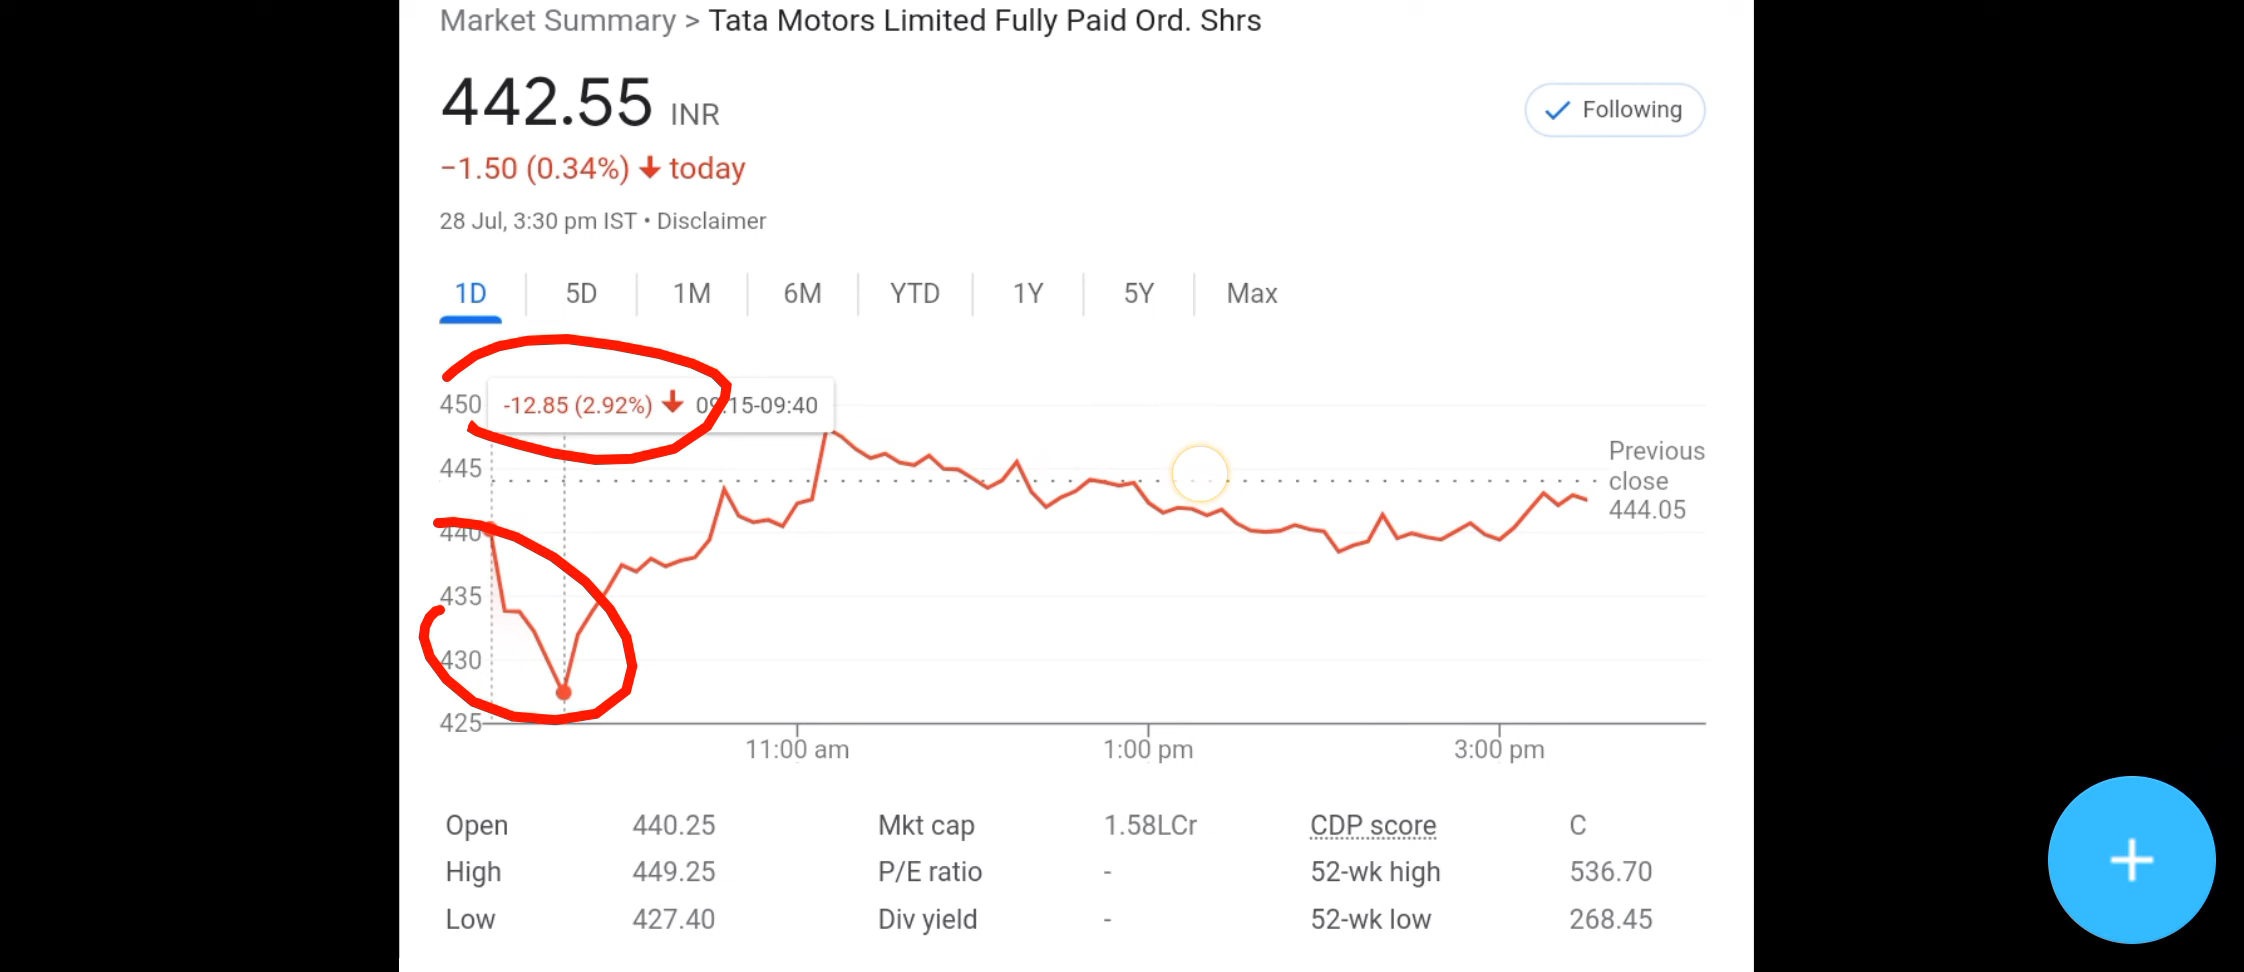 Market Summary > Tata Motors Limited Fully Paid Ord. Shrs
442.55 INR
Following
−1.50 (0.34%) today
28 Jul, 3:30 pm IST • Disclaimer
1D 5D 1M 6M YTD 1Y 5Y Max
-12.85 (2.92%) 09:15-09:40
450
445
440
435
430
425
Previous
close
444.05
11:00 am 1:00 pm 3:00 pm
Open 440.25 Mkt cap 1.58LCr CDP score C
High 449.25 P/E ratio - 52-wk high 536.70
Low 427.40 Div yield - 52-wk low 268.45